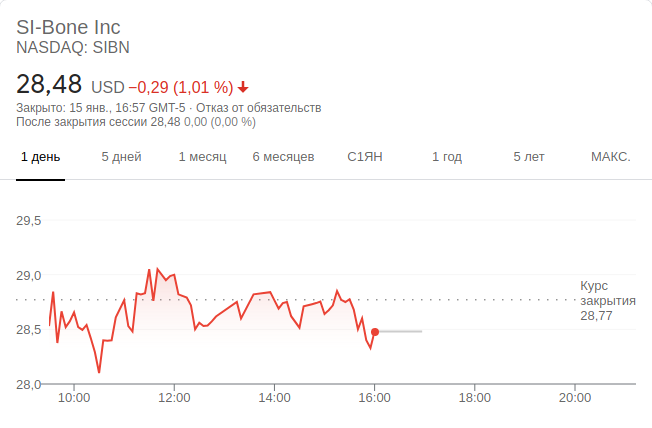 SI-Bone Inc
NASDAQ: SIBN
28,48 USD −0,29 (1,01 %)
Закрыто: 15 янв., 16:57 GMT-5 · Отказ от обязательств
После закрытия сессии 28,48 0,00 (0,00 %)
1 день 5 дней 1 месяц 6 месяцев С1ЯН 1 год 5 лет МАКС.
29,5
29,0
Курс
закрытия
28,77
28,5
28,0
10:00 12:00 14:00 16:00 18:00 20:00